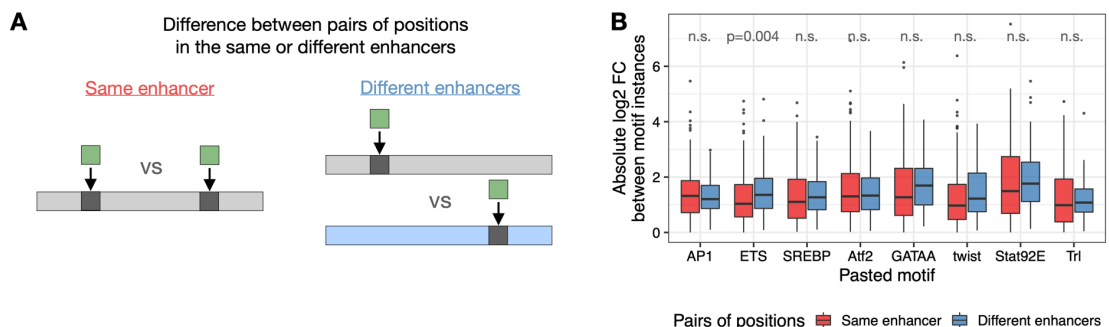 A
Difference between pairs of positions
in the same or different enhancers
Same enhancer
Different enhancers
VS
VS
B
Absolute log2 FC
between motif instances
6
4
2
0
n.s.
p=0.004
n.s.
n.s.
n.s.
n.s.
n.s.
n.s.
AP1
ETS
SREBP
Atf2
GATAA
twist
Stat92E
Trl
Pasted motif
Pairs of positions
Same enhancer
Different enhancers